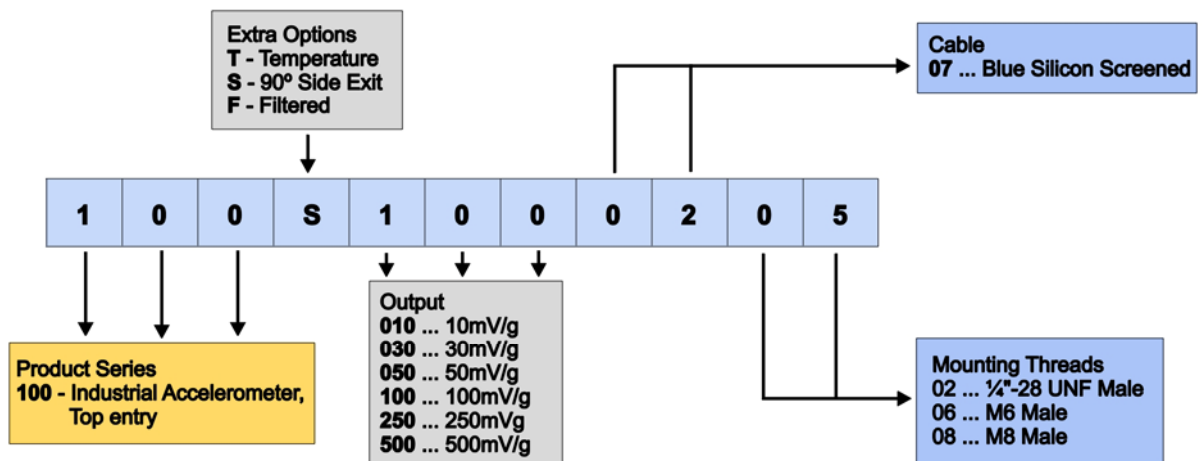 Extra Options
T - Temperature
S - 90º Side Exit
F - Filtered
Cable
07 ... Blue Silicon Screened
1 0 0 S 1 0 0 0 2 0 5
Product Series
100 - Industrial Accelerometer,
Top entry
Output
010 ... 10mV/g
030 ... 30mV/g
050 ... 50mV/g
100 ... 100mV/g
250 ... 250mVg
500 ... 500mV/g
Mounting Threads
02 ... ¼"-28 UNF Male
06 ... M6 Male
08 ... M8 Male